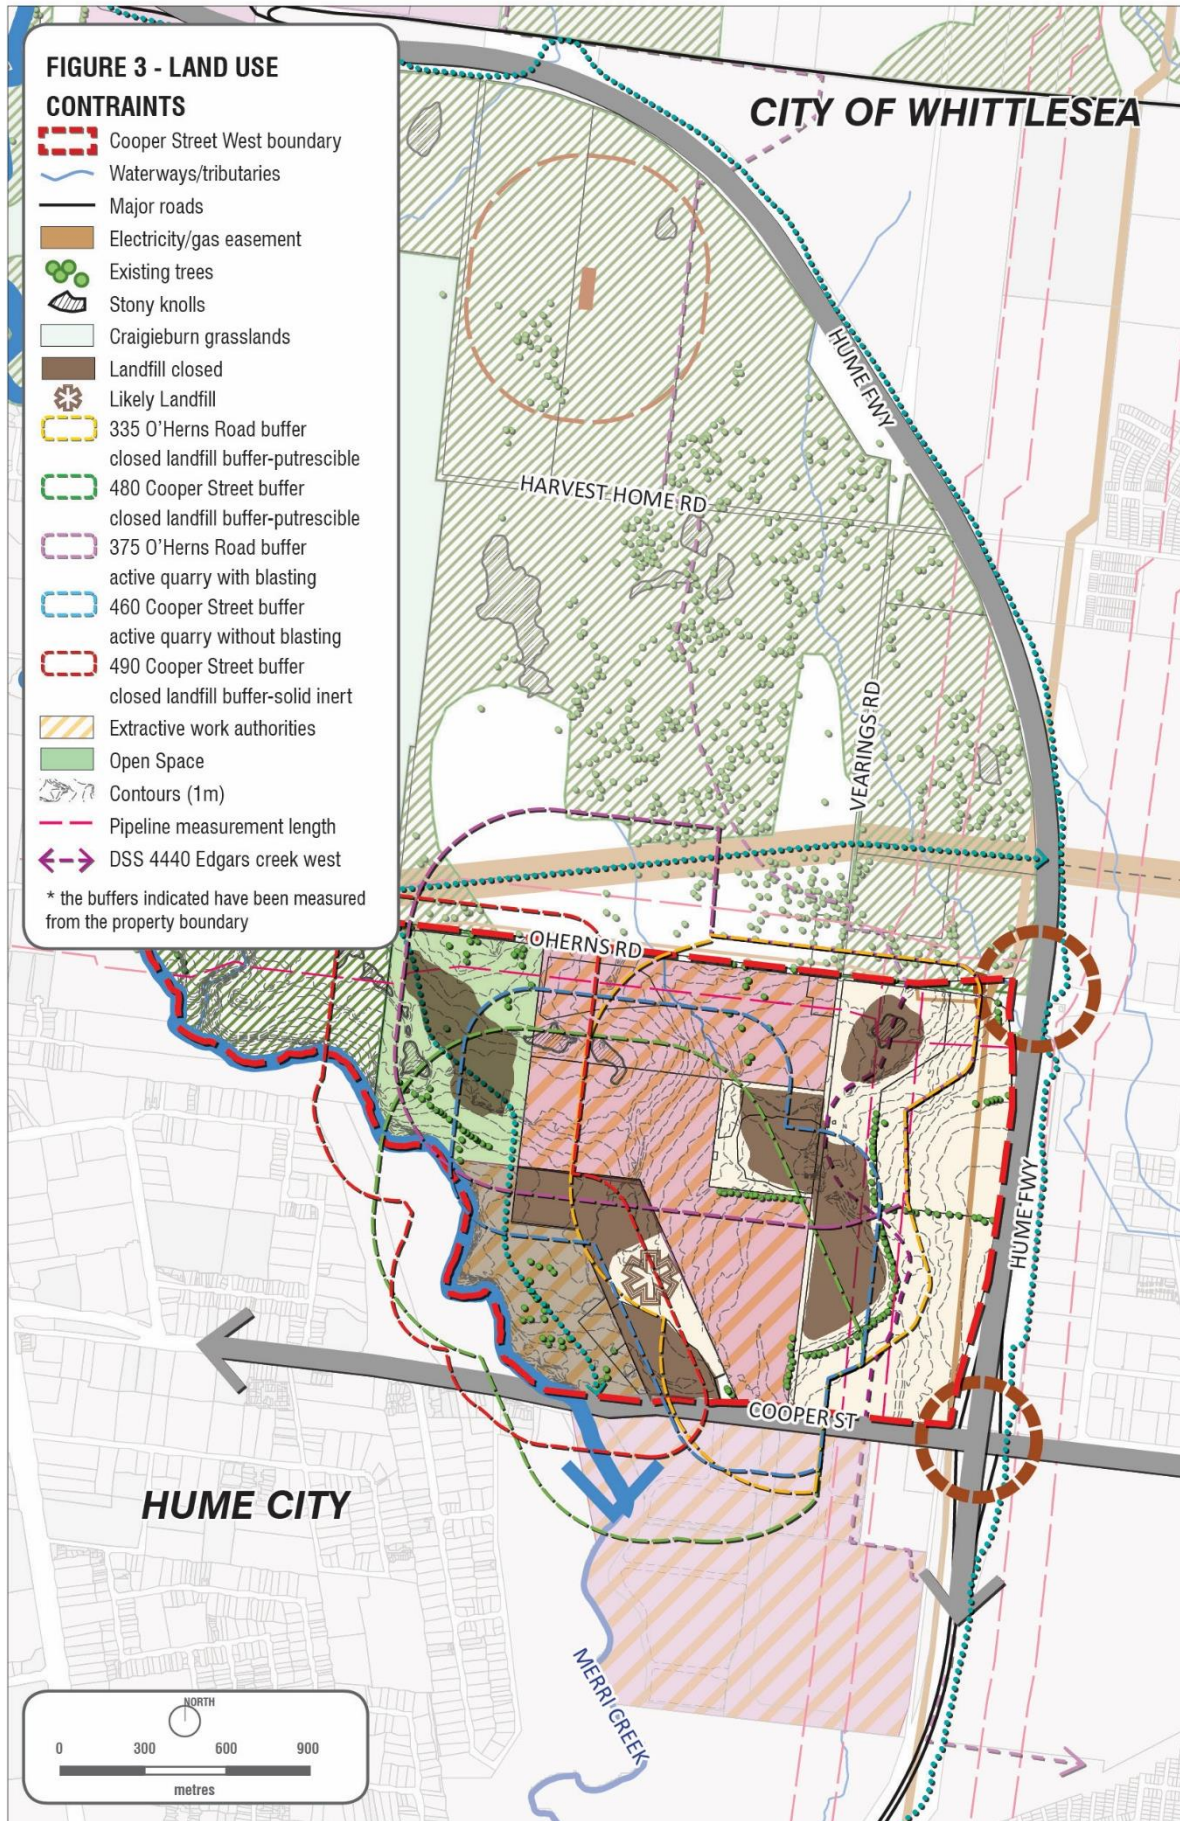 FIGURE 3 - LAND USE
CONTRAINTS
Cooper Street West boundary
Waterways/tributaries
Major roads
Electricity/gas easement
Existing trees
Stony knolls
Craigieburn grasslands
Landfill closed
Likely Landfill
335 O'Herns Road buffer
closed landfill buffer-putrescible
480 Cooper Street buffer
closed landfill buffer-putrescible
375 O'Herns Road buffer
active quarry with blasting
460 Cooper Street buffer
active quarry without blasting
490 Cooper Street buffer
closed landfill buffer-solid inert
Extractive work authorities
Open Space
Contours (1m)
Pipeline measurement length
DSS 4440 Edgars creek west
* the buffers indicated have been measured
from the property boundary
CITY OF WHITTLESEA
HUME FWY
HARVEST HOME RD
VEARINGS RD
OHERNS RD
HUME FWY
COOPER ST
HUME CITY
MERRI CREEK
NORTH
0 300 600 900
metres